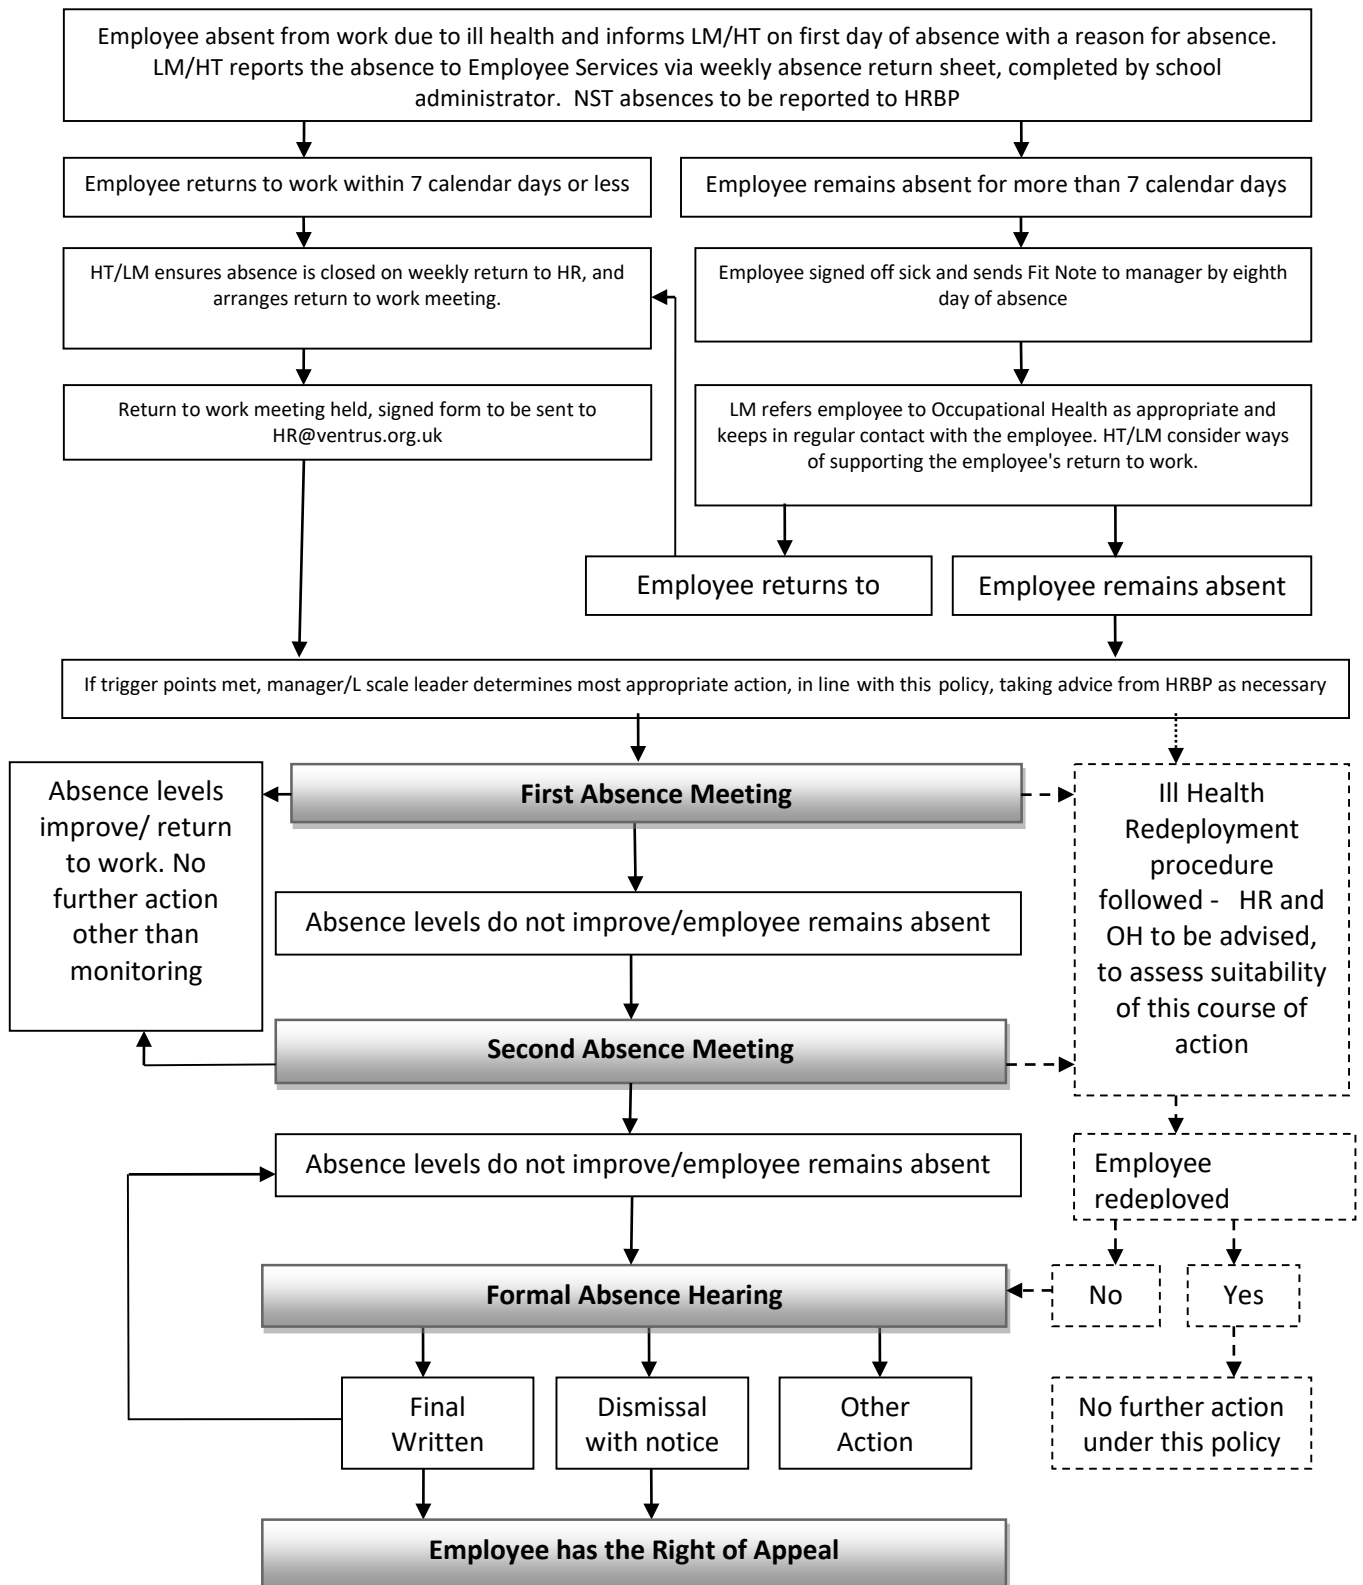 Employee absent from work due to ill health and informs LM/HT on first day of absence with a reason for absence.
LM/HT reports the absence to Employee Services via weekly absence return sheet, completed by school
administrator.  NST absences to be reported to HRBP
Employee returns to work within 7 calendar days or less
Employee remains absent for more than 7 calendar days
HT/LM ensures absence is closed on weekly return to HR, and
arranges return to work meeting.
Employee signed off sick and sends Fit Note to manager by eighth
day of absence
Return to work meeting held, signed form to be sent to
HR@ventrus.org.uk
LM refers employee to Occupational Health as appropriate and
keeps in regular contact with the employee. HT/LM consider ways
of supporting the employee's return to work.
Employee returns to
Employee remains absent
If trigger points met, manager/L scale leader determines most appropriate action, in line with this policy, taking advice from HRBP as necessary
Absence levels
improve/ return
to work. No
further action
other than
monitoring
First Absence Meeting
Ill Health
Redeployment
procedure
followed -   HR and
OH to be advised,
to assess suitability
of this course of
action
Absence levels do not improve/employee remains absent
Second Absence Meeting
Absence levels do not improve/employee remains absent
Employee
redeployed
Formal Absence Hearing
No
Yes
Final
Written
Dismissal
with notice
Other
Action
No further action
under this policy
Employee has the Right of Appeal